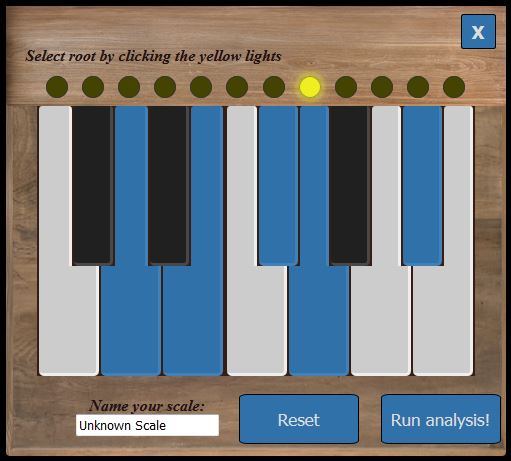 X
Select root by clicking the yellow lights
Name your scale:
Unknown Scale
Reset
Run analysis!